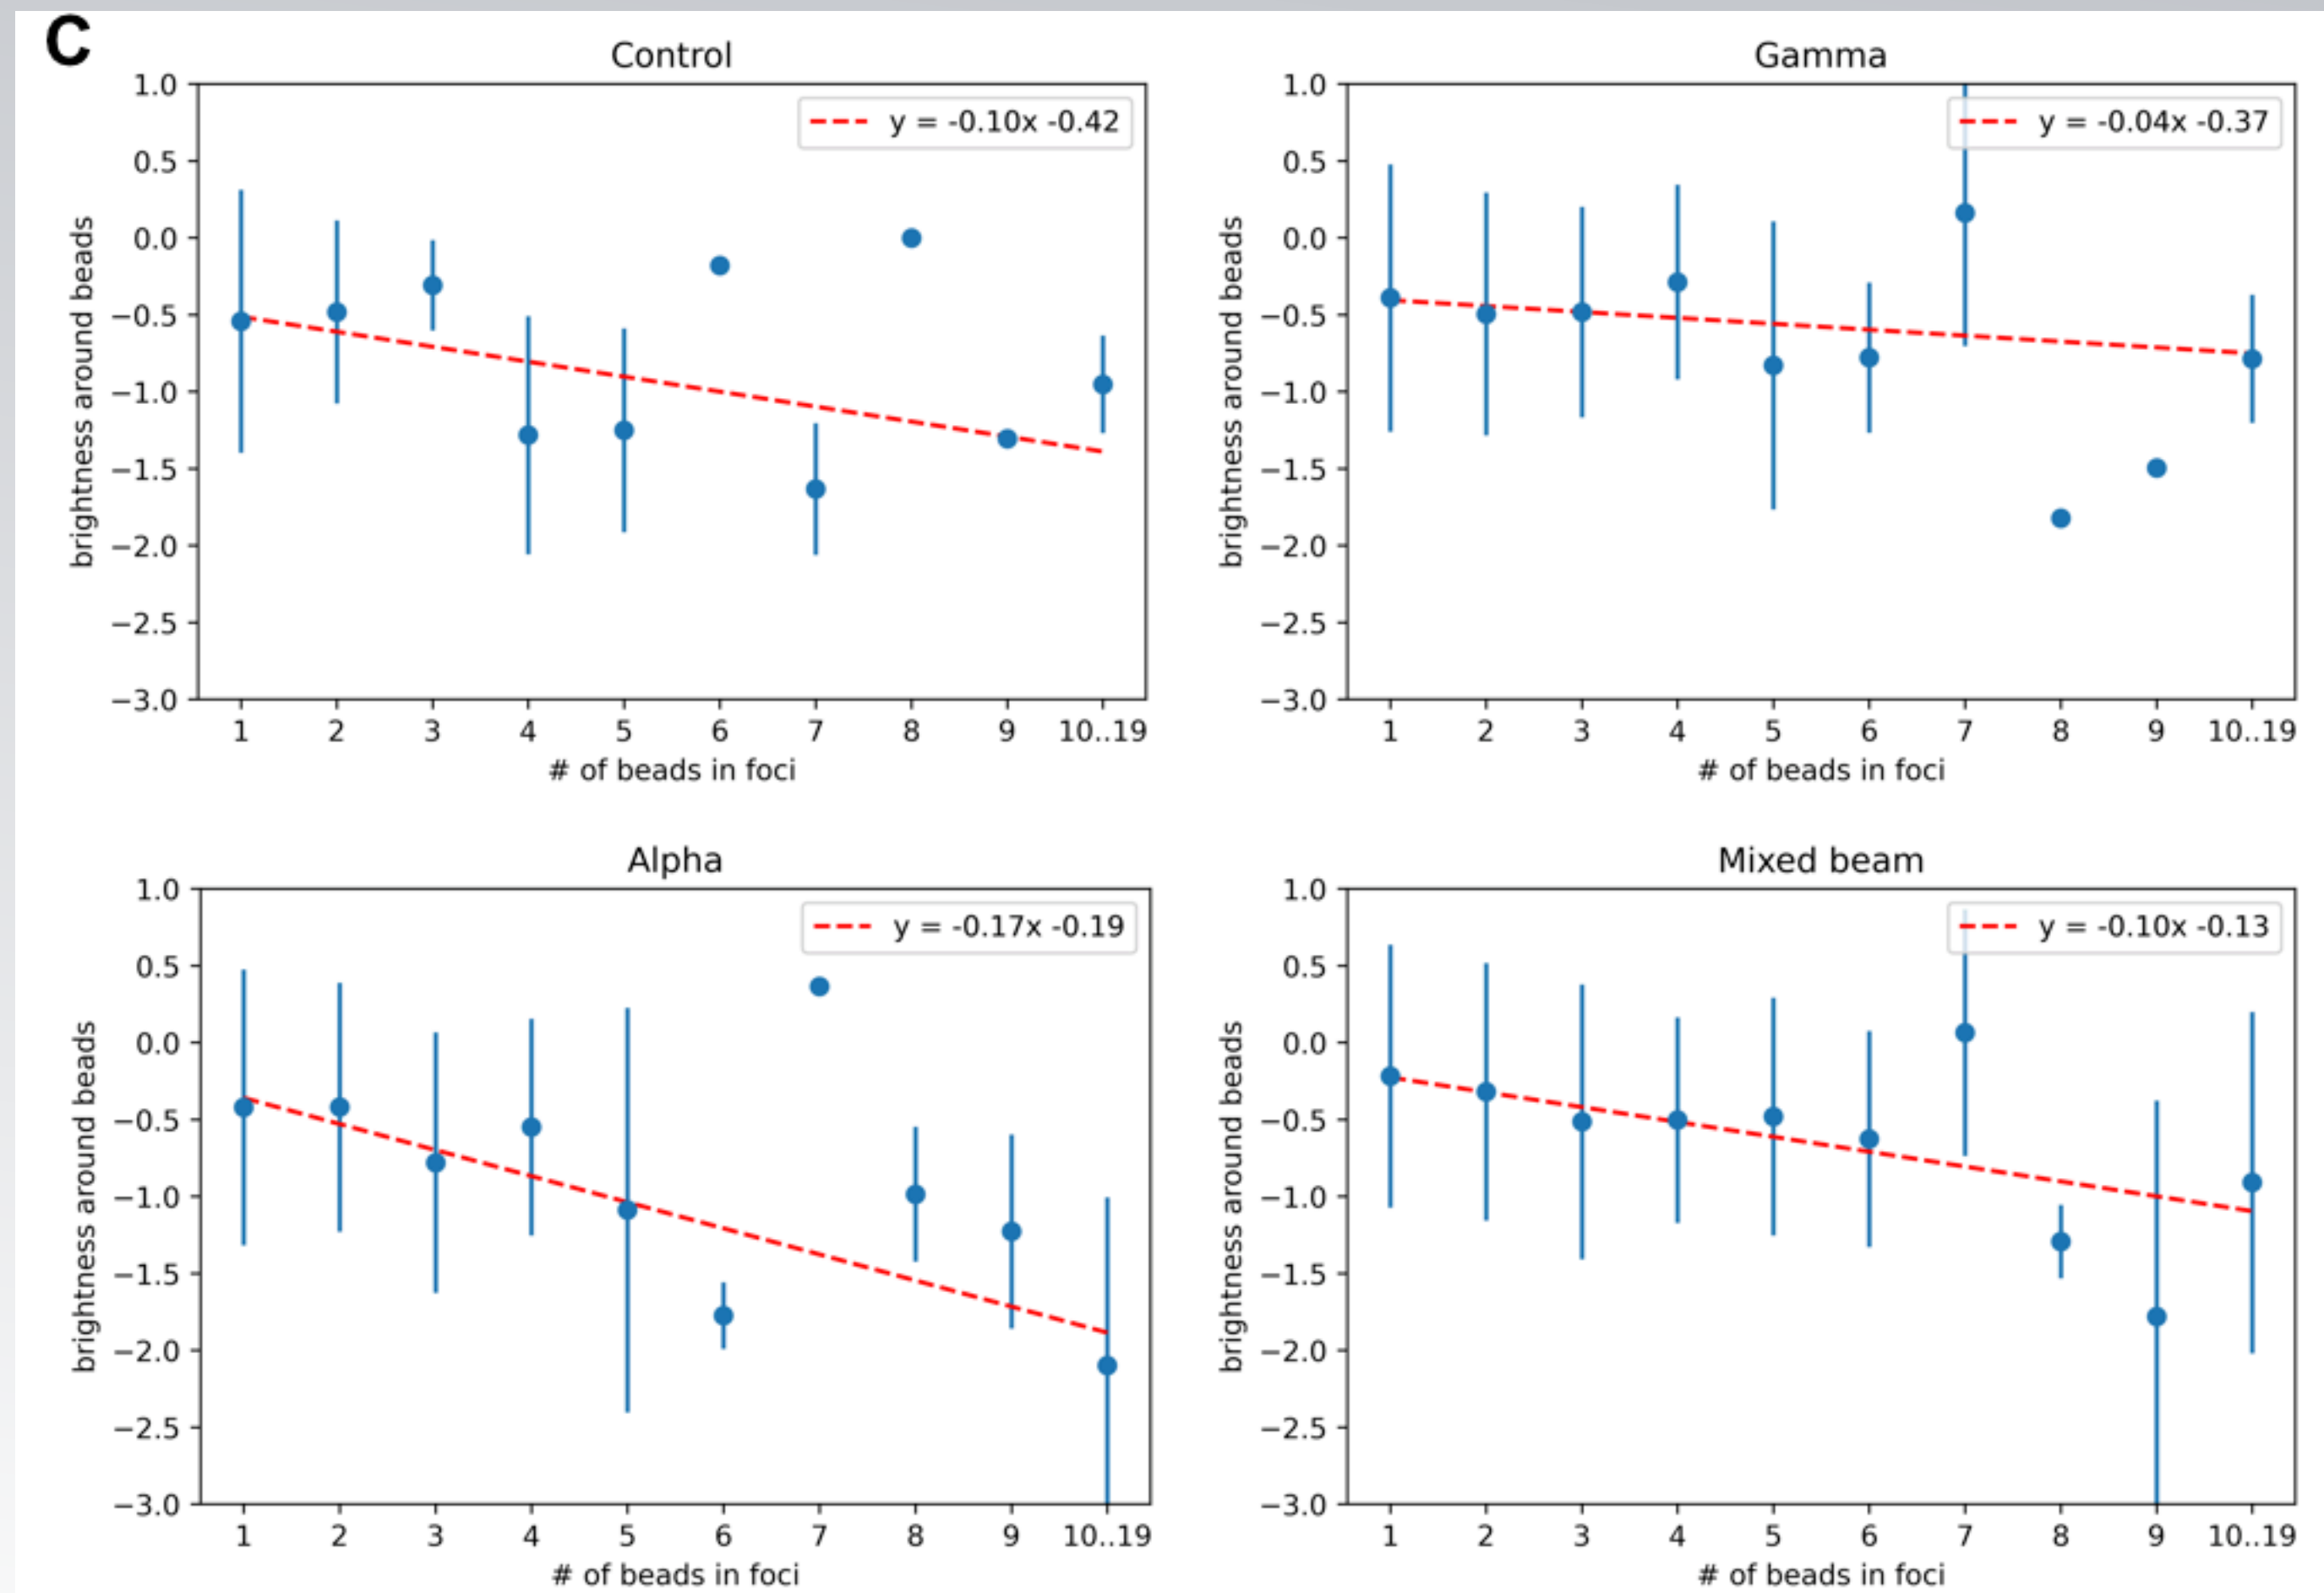 C
Control
1.0
0.5
0.0
−0.5
−1.0
−1.5
−2.0
−2.5
−3.0
brightness around beads
y = -0.10x -0.42
1 2 3 4 5 6 7 8 9 10..19
# of beads in foci
Gamma
1.0
0.5
0.0
−0.5
−1.0
−1.5
−2.0
−2.5
−3.0
brightness around beads
y = -0.04x -0.37
1 2 3 4 5 6 7 8 9 10..19
# of beads in foci
Alpha
1.0
0.5
0.0
−0.5
−1.0
−1.5
−2.0
−2.5
−3.0
brightness around beads
y = -0.17x -0.19
1 2 3 4 5 6 7 8 9 10..19
# of beads in foci
Mixed beam
1.0
0.5
0.0
−0.5
−1.0
−1.5
−2.0
−2.5
−3.0
brightness around beads
y = -0.10x -0.13
1 2 3 4 5 6 7 8 9 10..19
# of beads in foci